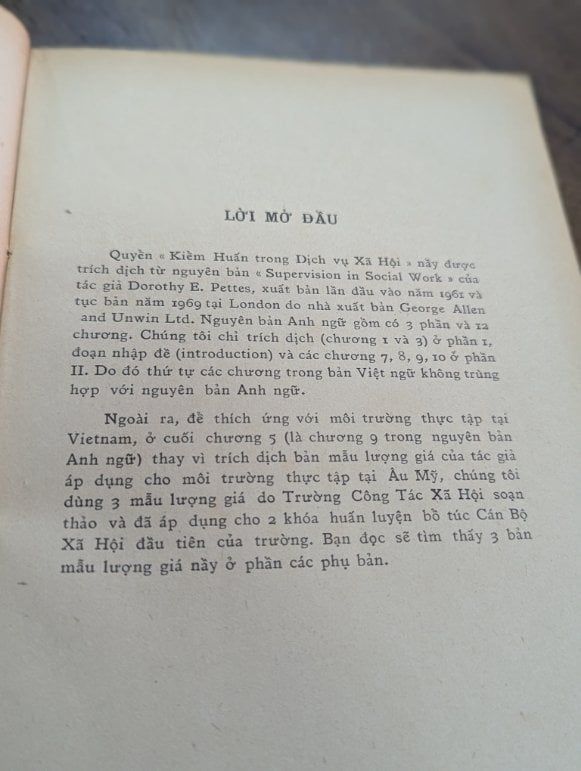 LỜI MỞ ĐẦU
Quyển « Kiểm Huấn trong Dịch vụ Xã Hội » nầy được
trích dịch từ nguyên bản « Supervision in Social Work » của
tác giả Dorothy E. Pettes, xuất bản lần đầu vào năm 1961 và
tục bản năm 1969 tại London do nhà xuất bản George Allen
and Unwin Ltd. Nguyên bản Anh ngữ gồm có 3 phần và 12
chương. Chúng tôi chỉ trích dịch (chương 1 và 3) ở phần 1,
đoạn nhập đề (introduction) và các chương 7, 8, 9, 10 ở phần
II. Do đó thứ tự các chương trong bản Việt ngữ không trùng
hợp với nguyên bản Anh ngữ.
Ngoài ra, để thích ứng với môi trường thực tập tại
Vietnam, ở cuối chương 5 (là chương 9 trong nguyên bản
Anh ngữ) thay vì trích dịch bản mẫu lượng giá của tác giả
áp dụng cho môi trường thực tập tại Âu Mỹ, chúng tôi
dùng 3 mẫu lượng giá do Trường Công Tác Xã Hội soạn
thảo và đã áp dụng cho 2 khóa huấn luyện bổ túc Cán Bộ
Xã Hội đầu tiên của trường. Bạn đọc sẽ tìm thấy 3 bản
mẫu lượng giá này ở phần các phụ bản.